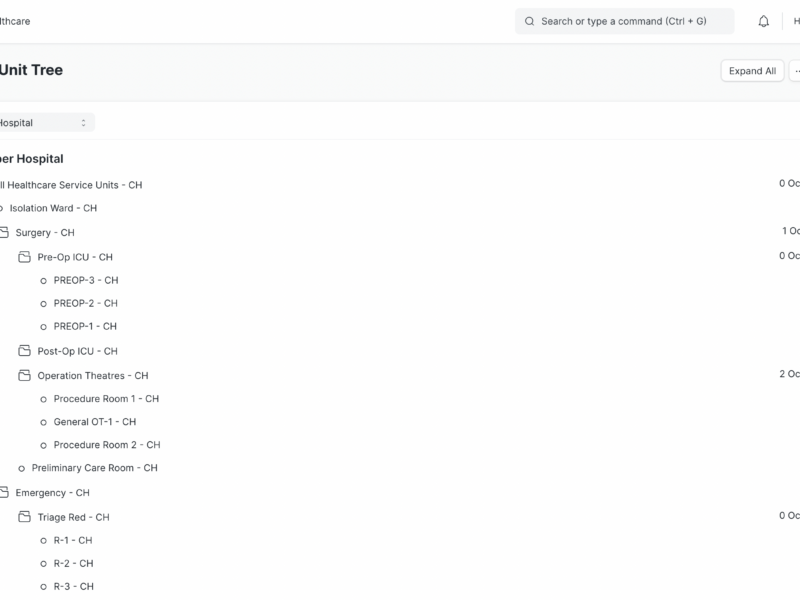 lthcare
Search or type a command (Ctrl + G)
H
Unit Tree
Expand All
Hospital
per Hospital
ll Healthcare Service Units - CH
0 Oc
Isolation Ward - CH
Surgery - CH
1 Oc
Pre-Op ICU - CH
0 Oc
PREOP-3 - CH
PREOP-2 - CH
PREOP-1 - CH
Post-Op ICU - CH
Operation Theatres - CH
2 Oc
Procedure Room 1 - CH
General OT-1 - CH
Procedure Room 2 - CH
Preliminary Care Room - CH
Emergency - CH
Triage Red - CH
0 Oc
R-1 - CH
R-2 - CH
R-3 - CH